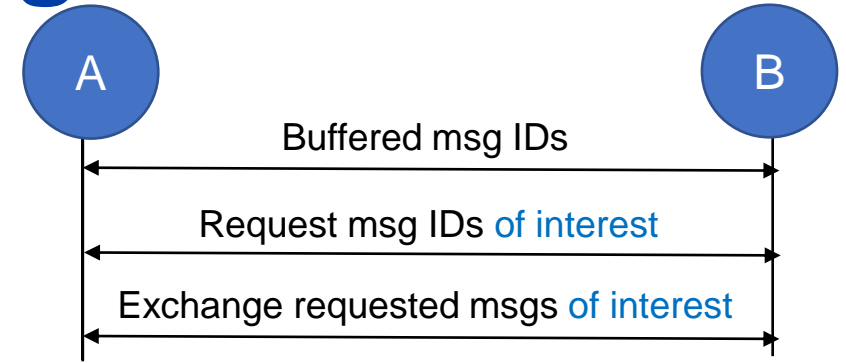 A
B
Buffered msg IDs
Request msg IDs of interest
Exchange requested msgs of interest